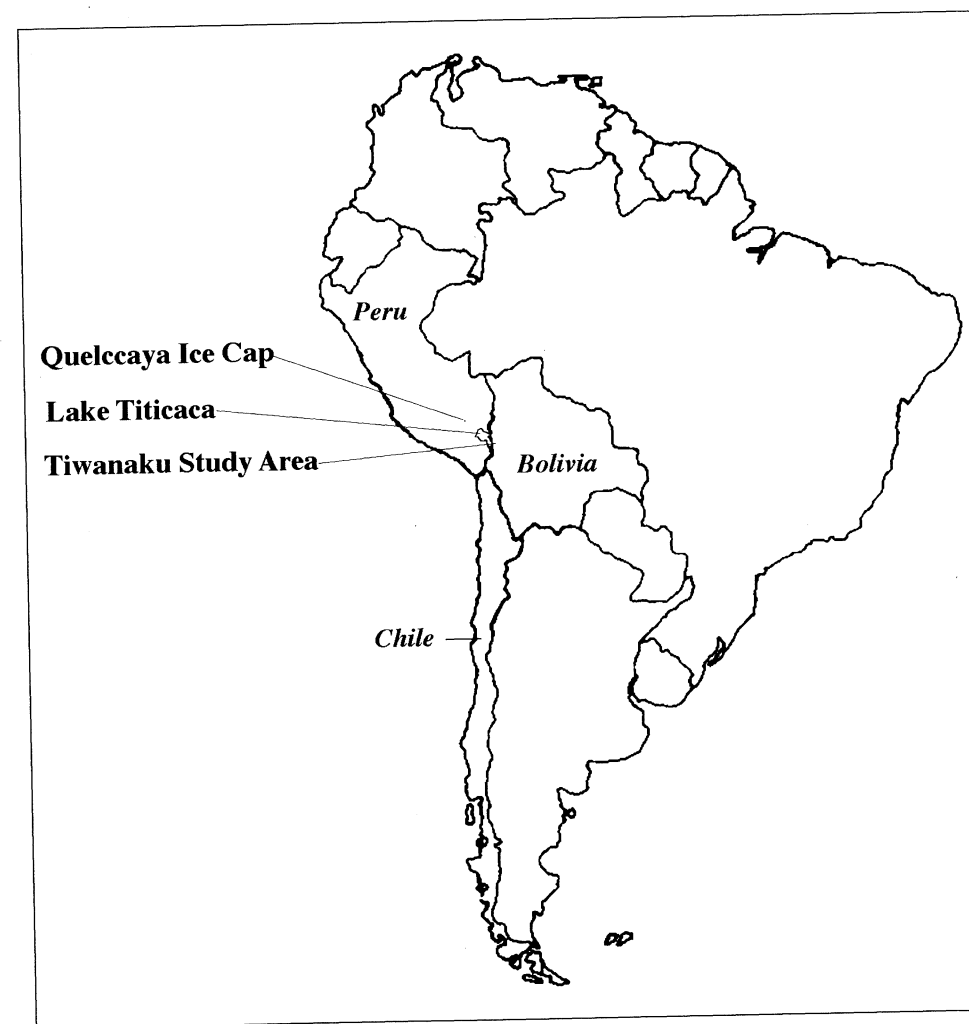 Peru
Quelccaya Ice Cap
Lake Titicaca
Tiwanaku Study Area
Bolivia
Chile